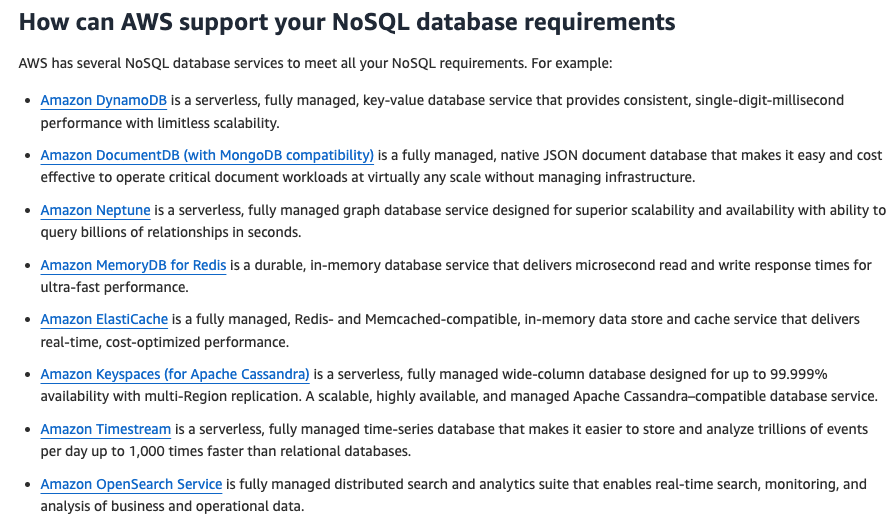 How can AWS support your NoSQL database requirements
AWS has several NoSQL database services to meet all your NoSQL requirements. For example:
• Amazon DynamoDB is a serverless, fully managed, key-value database service that provides consistent, single-digit-millisecond
performance with limitless scalability.
• Amazon DocumentDB (with MongoDB compatibility) is a fully managed, native JSON document database that makes it easy and cost
effective to operate critical document workloads at virtually any scale without managing infrastructure.
• Amazon Neptune is a serverless, fully managed graph database service designed for superior scalability and availability with ability to
query billions of relationships in seconds.
• Amazon MemoryDB for Redis is a durable, in-memory database service that delivers microsecond read and write response times for
ultra-fast performance.
• Amazon ElastiCache is a fully managed, Redis- and Memcached-compatible, in-memory data store and cache service that delivers
real-time, cost-optimized performance.
• Amazon Keyspaces (for Apache Cassandra) is a serverless, fully managed wide-column database designed for up to 99.999%
availability with multi-Region replication. A scalable, highly available, and managed Apache Cassandra–compatible database service.
• Amazon Timestream is a serverless, fully managed time-series database that makes it easier to store and analyze trillions of events
per day up to 1,000 times faster than relational databases.
• Amazon OpenSearch Service is fully managed distributed search and analytics suite that enables real-time search, monitoring, and
analysis of business and operational data.